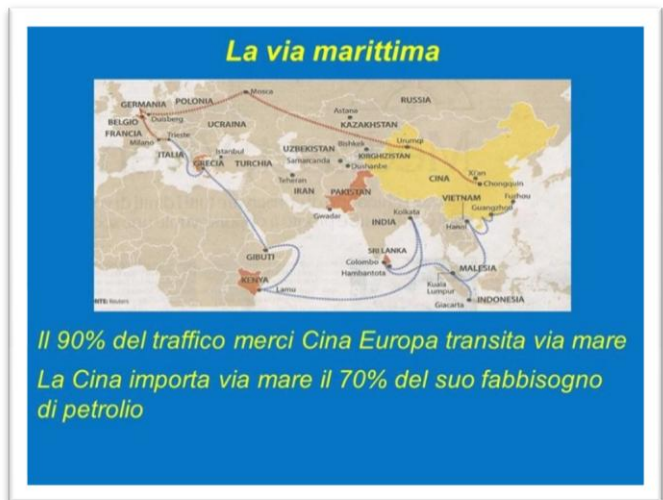 La via marittima
Mosca
RUSSIA
GERMANIA POLONIA
Duisberg
Astana
BELGIO
UCRAINA
KAZAKHSTAN
FRANCIA
Trieste
Milano
Urumqi
ITALIA
Istanbul
UZBEKISTAN
Bishkek
KIRGHIZISTAN
GRECIA TURCHIA
Samarcanda
Dushanbe
Xi'an
Teheran
CINA
Chongquin
IRAN
PAKISTAN
VIETNAM
Fuzhou
Gwadar
Kolkata
Guangzhou
INDIA
Hanoi
GIBUTI
SRI LANKA
Colombo
MALESIA
Hambantota
KENYA
Lamu
Kuala
Lumpur
INDONESIA
Giacarta
Reuters
Il 90% del traffico merci Cina Europa transita via mare
La Cina importa via mare il 70% del suo fabbisogno
di petrolio